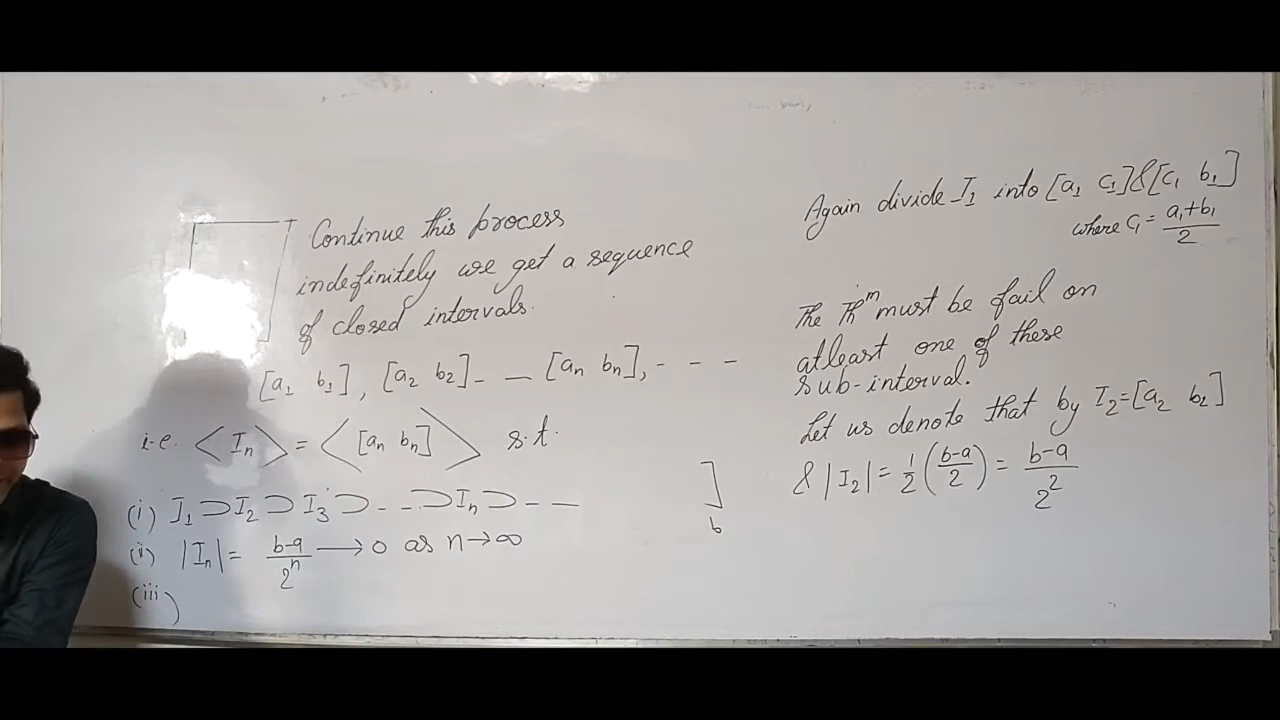 Continue this process
indefinitely we get a sequence
of closed intervals.
[a₁ b₁], [a₂ b₂]- — [aₙ bₙ], - - -
i.e. <Iₙ> = <[aₙ bₙ]> s.t.
(i) I₁ ⊃ I₂ ⊃ I₃ ⊃ - - ⊃ Iₙ ⊃ - -
(ii) |Iₙ| = b-a/2ⁿ → 0 as n → ∞
(iii)
]
b
Again divide I₁ into [a₁ c₁] & [c₁ b₁]
where c₁ = a₁+b₁/2
The Thᵐ must be fail on
atleast one of these
sub-interval.
Let us denote that by I₂ = [a₂ b₂]
& |I₂| = 1/2 (b-a/2) = b-a/2²